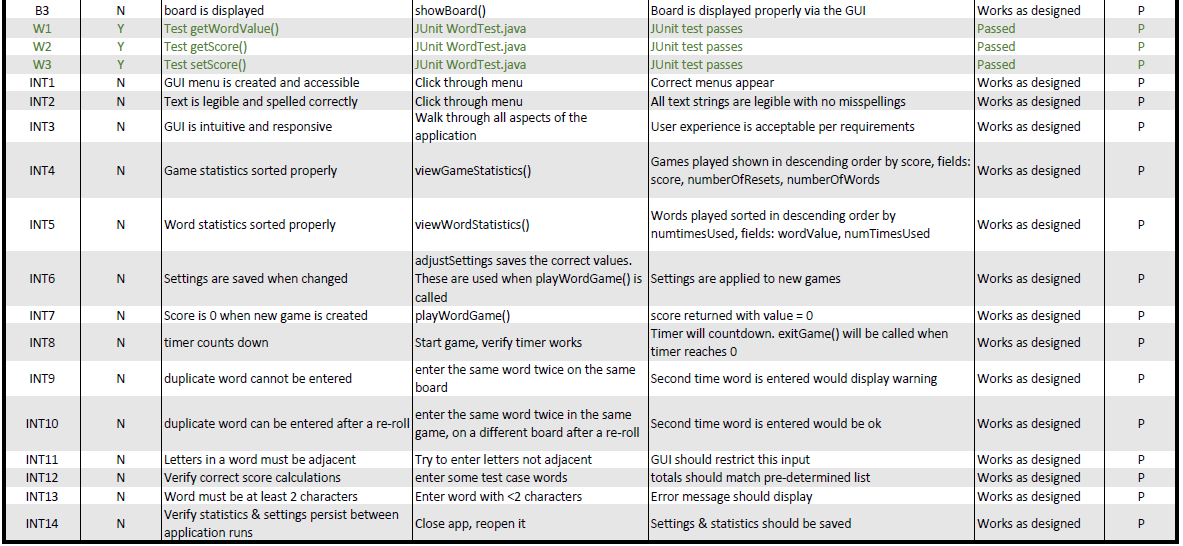 B3 N board is displayed showBoard() Board is displayed properly via the GUI Works as designed P
W1 Y Test getWordValue() JUnit WordTest.java JUnit test passes Passed P
W2 Y Test getScore() JUnit WordTest.java JUnit test passes Passed P
W3 Y Test setScore() JUnit WordTest.java JUnit test passes Passed P
INT1 N GUI menu is created and accessible Click through menu Correct menus appear Works as designed P
INT2 N Text is legible and spelled correctly Click through menu All text strings are legible with no misspellings Works as designed P
INT3 N GUI is intuitive and responsive Walk through all aspects of the
application User experience is acceptable per requirements Works as designed P
INT4 N Game statistics sorted properly viewGameStatistics() Games played shown in descending order by score, fields:
score, numberOfResets, numberOfWords Works as designed P
INT5 N Word statistics sorted properly viewWordStatistics() Words played sorted in descending order by
numtimesUsed, fields: wordValue, numTimesUsed Works as designed P
INT6 N Settings are saved when changed adjustSettings saves the correct values.
These are used when playWordGame() is
called Settings are applied to new games Works as designed P
INT7 N Score is 0 when new game is created playWordGame() score returned with value = 0 Works as designed P
INT8 N timer counts down Start game, verify timer works Timer will countdown. exitGame() will be called when
timer reaches 0 Works as designed P
INT9 N duplicate word cannot be entered enter the same word twice on the same
board Second time word is entered would display warning Works as designed P
INT10 N duplicate word can be entered after a re-roll enter the same word twice in the same
game, on a different board after a re-roll Second time word is entered would be ok Works as designed P
INT11 N Letters in a word must be adjacent Try to enter letters not adjacent GUI should restrict this input Works as designed P
INT12 N Verify correct score calculations enter some test case words totals should match pre-determined list Works as designed P
INT13 N Word must be at least 2 characters Enter word with <2 characters Error message should display Works as designed P
INT14 N Verify statistics & settings persist between
application runs Close app, reopen it Settings & statistics should be saved Works as designed P